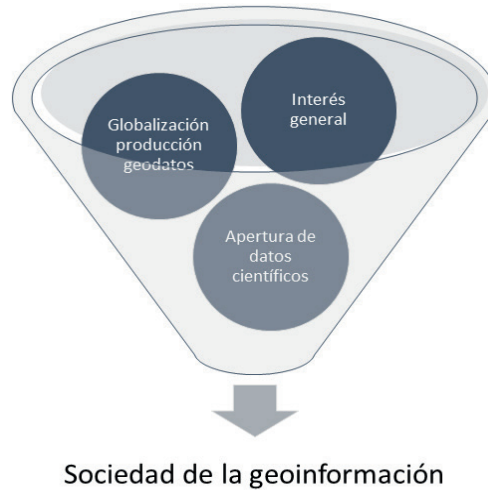 Interés
general
Globalización
producción
geodatos
Apertura de
datos
científicos
Sociedad de la geoinformación